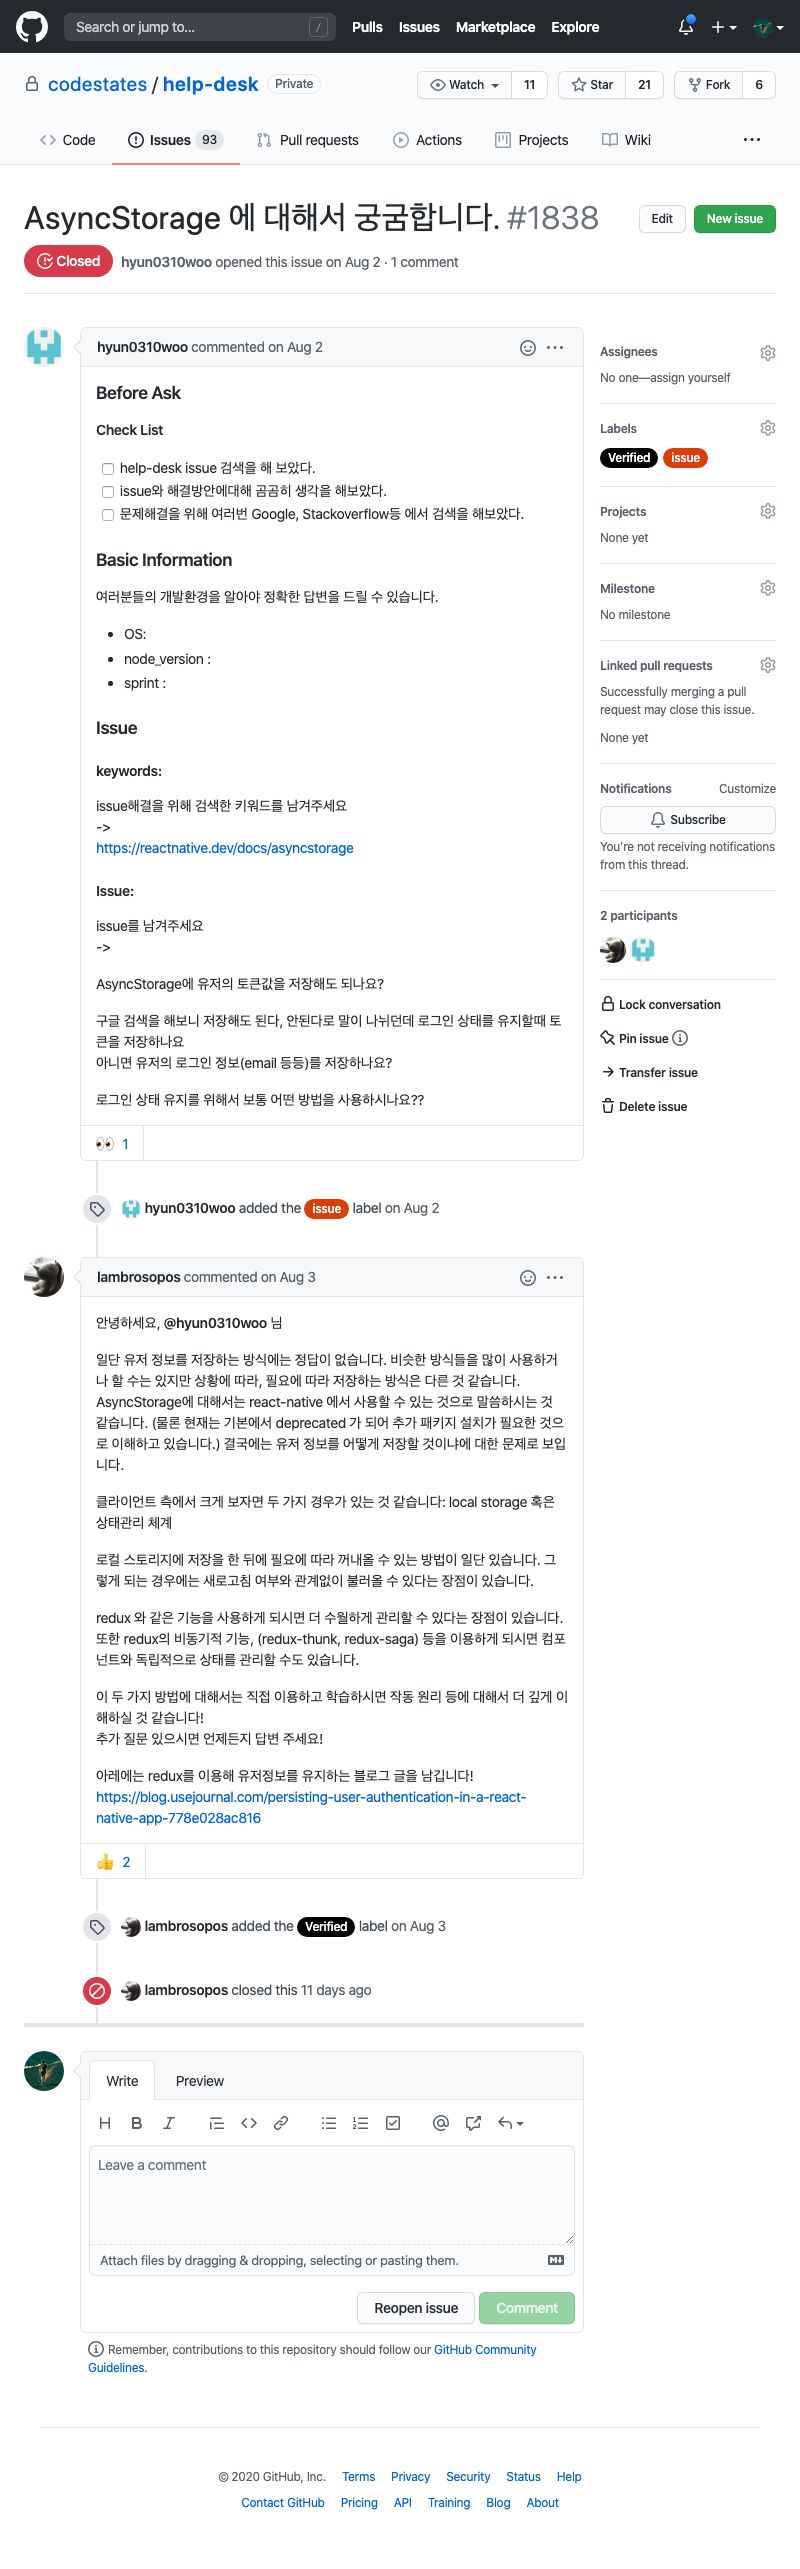 Search or jump to...
/
Pulls Issues Marketplace Explore
codestates / help-desk Private
Watch 11 Star 21 Fork 6
Code Issues 93 Pull requests Actions Projects Wiki
AsyncStorage 에 대해서 궁굼합니다. #1838
Edit New issue
Closed hyun0310woo opened this issue on Aug 2 · 1 comment
hyun0310woo commented on Aug 2
Before Ask
Check List
help-desk issue 검색을 해 보았다.
issue와 해결방안에대해 곰곰히 생각을 해보았다.
문제해결을 위해 여러번 Google, Stackoverflow등 에서 검색을 해보았다.
Basic Information
여러분들의 개발환경을 알아야 정확한 답변을 드릴 수 있습니다.
OS:
node_version :
sprint :
Issue
keywords:
issue해결을 위해 검색한 키워드를 남겨주세요
->
https://reactnative.dev/docs/asyncstorage
Issue:
issue를 남겨주세요
->
AsyncStorage에 유저의 토큰값을 저장해도 되나요?
구글 검색을 해보니 저장해도 된다, 안된다로 말이 나뉘던데 로그인 상태를 유지할때 토
큰을 저장하나요
아니면 유저의 로그인 정보(email 등등)를 저장하나요?
로그인 상태 유지를 위해서 보통 어떤 방법을 사용하시나요??
1
Assignees
No one—assign yourself
Labels
Verified issue
Projects
None yet
Milestone
No milestone
Linked pull requests
Successfully merging a pull
request may close this issue.
None yet
Notifications Customize
Subscribe
You're not receiving notifications
from this thread.
2 participants
Lock conversation
Pin issue
Transfer issue
Delete issue
hyun0310woo added the issue label on Aug 2
lambrosopos commented on Aug 3
안녕하세요, @hyun0310woo 님
일단 유저 정보를 저장하는 방식에는 정답이 없습니다. 비슷한 방식들을 많이 사용하거
나 할 수는 있지만 상황에 따라, 필요에 따라 저장하는 방식은 다른 것 같습니다.
AsyncStorage에 대해서는 react-native 에서 사용할 수 있는 것으로 말씀하시는 것
같습니다. (물론 현재는 기본에서 deprecated 가 되어 추가 패키지 설치가 필요한 것으
로 이해하고 있습니다.) 결국에는 유저 정보를 어떻게 저장할 것이냐에 대한 문제로 보입
니다.
클라이언트 측에서 크게 보자면 두 가지 경우가 있는 것 같습니다: local storage 혹은
상태관리 체계
로컬 스토리지에 저장을 한 뒤에 필요에 따라 꺼내올 수 있는 방법이 일단 있습니다. 그
렇게 되는 경우에는 새로고침 여부와 관계없이 불러올 수 있다는 장점이 있습니다.
redux 와 같은 기능을 사용하게 되시면 더 수월하게 관리할 수 있다는 장점이 있습니다.
또한 redux의 비동기적 기능, (redux-thunk, redux-saga) 등을 이용하게 되시면 컴포
넌트와 독립적으로 상태를 관리할 수도 있습니다.
이 두 가지 방법에 대해서는 직접 이용하고 학습하시면 작동 원리 등에 대해서 더 깊게 이
해하실 것 같습니다!
추가 질문 있으시면 언제든지 답변 주세요!
아레에는 redux를 이용해 유저정보를 유지하는 블로그 글을 남깁니다!
https://blog.usejournal.com/persisting-user-authentication-in-a-react-
native-app-778e028ac816
2
lambrosopos added the Verified label on Aug 3
lambrosopos closed this 11 days ago
Write Preview
H B I
Leave a comment
Attach files by dragging & dropping, selecting or pasting them.
Reopen issue Comment
Remember, contributions to this repository should follow our GitHub Community
Guidelines.
© 2020 GitHub, Inc. Terms Privacy Security Status Help
Contact GitHub Pricing API Training Blog About